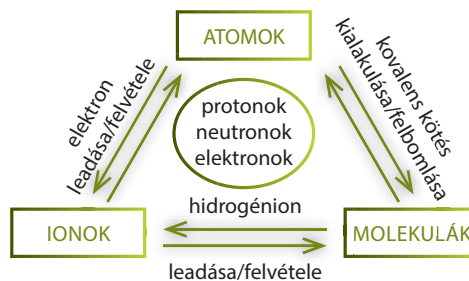 ATOMOK
elektron
leadása/felvétele
protonok
neutronok
elektronok
kovalens kötés
kialakulása/felbomlása
hidrogénion
IONOK
MOLEKULÁK
leadása/felvétele